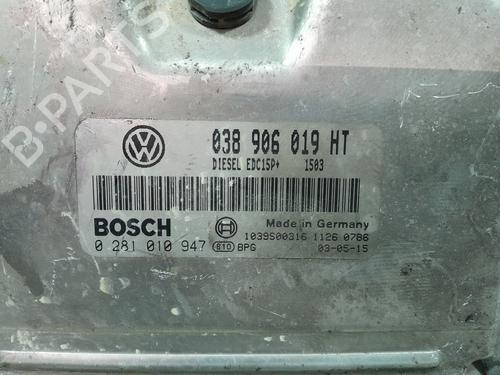 B-PARTS
038 906 019 HT
DIESEL EDC15P+ 1503
BOSCH
0 281 010 947
610 BPG
Made in Germany
1039S00316 1126 0786
03-05-15